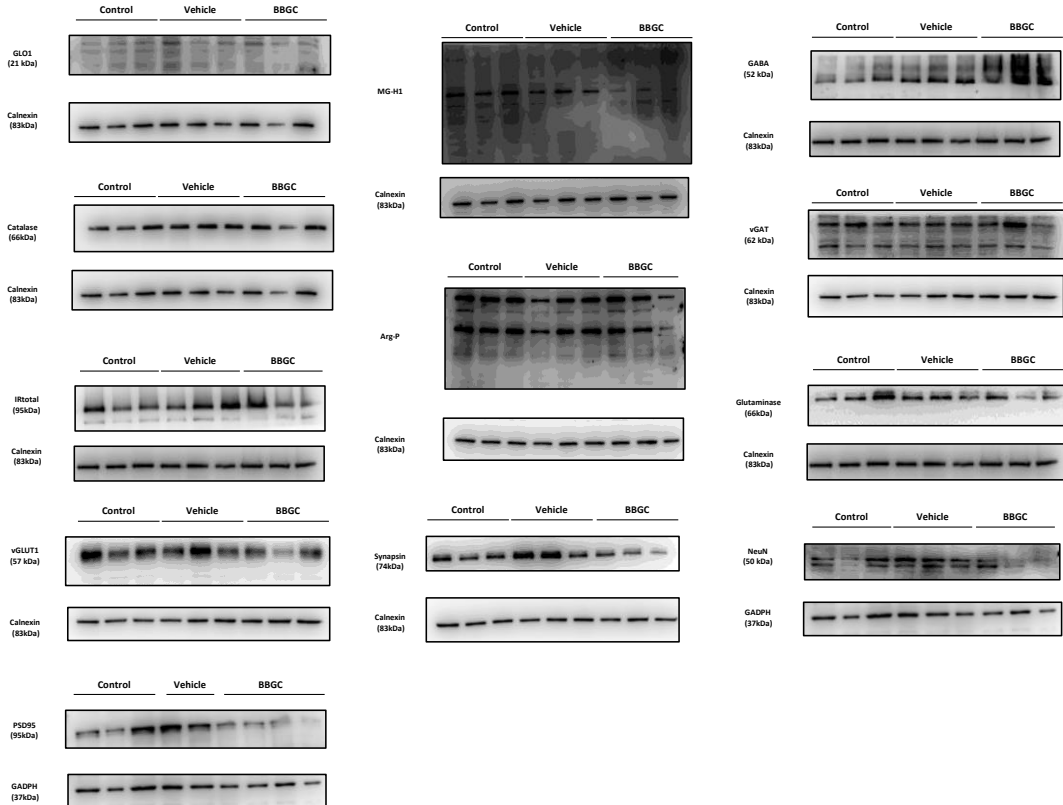 Control Vehicle BBGC
GLO1
(21 kDa)
Calnexin
(83kDa)
Control Vehicle BBGC
Catalase
(66kDa)
Calnexin
(83kDa)
Control Vehicle BBGC
IRtotal
(95kDa)
Calnexin
(83kDa)
Control Vehicle BBGC
vGLUT1
(57 kDa)
Calnexin
(83kDa)
Control Vehicle BBGC
PSD95
(95kDa)
GADPH
(37kDa)
Control Vehicle BBGC
MG-H1
Calnexin
(83kDa)
Control Vehicle BBGC
Arg-P
Calnexin
(83kDa)
Control Vehicle BBGC
Synapsin
(74kDa)
Calnexin
(83kDa)
Control Vehicle BBGC
GABA
(52 kDa)
Calnexin
(83kDa)
Control Vehicle BBGC
vGAT
(62 kDa)
Calnexin
(83kDa)
Control Vehicle BBGC
Glutaminase
(66kDa)
Calnexin
(83kDa)
Control Vehicle BBGC
NeuN
(50 kDa)
GADPH
(37kDa)